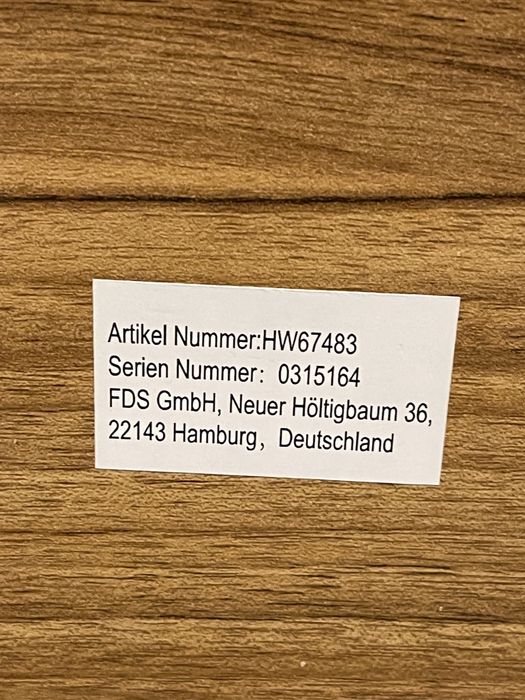 Artikel Nummer:HW67483
Serien Nummer: 0315164
FDS GmbH, Neuer Höltigbaum 36,
22143 Hamburg, Deutschland